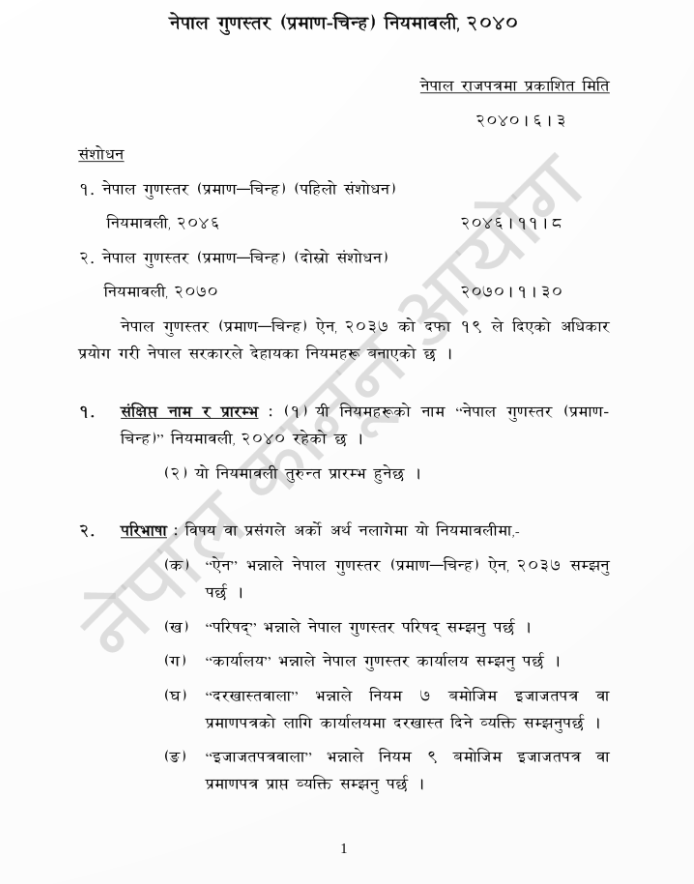 नेपाल गुणस्तर (प्रमाण-चिन्ह) नियमावली, २०४०
नेपाल राजपत्रमा प्रकाशित मिति
२०४०।६।३
संशोधन
१. नेपाल गुणस्तर (प्रमाण–चिन्ह) (पहिलो संशोधन)
नियमावली, २०४६ २०४६।११।८
२. नेपाल गुणस्तर (प्रमाण–चिन्ह) (दोस्रो संशोधन)
नियमावली, २०७० २०७०।१।३०
नेपाल गुणस्तर (प्रमाण–चिन्ह) ऐन, २०३७ को दफा १९ ले दिएको अधिकार
प्रयोग गरी नेपाल सरकारले देहायका नियमहरू बनाएको छ ।
१. संक्षिप्त नाम र प्रारम्भ : (१) यी नियमहरूको नाम “नेपाल गुणस्तर (प्रमाण-
चिन्ह)” नियमावली, २०४० रहेको छ ।
(२) यो नियमावली तुरुन्त प्रारम्भ हुनेछ ।
२. परिभाषा : विषय वा प्रसंगले अर्को अर्थ नलागेमा यो नियमावलीमा,-
(क) “ऐन” भन्नाले नेपाल गुणस्तर (प्रमाण–चिन्ह) ऐन, २०३७ सम्झनु
पर्छ ।
(ख) “परिषद्” भन्नाले नेपाल गुणस्तर परिषद् सम्झनु पर्छ ।
(ग) “कार्यालय” भन्नाले नेपाल गुणस्तर कार्यालय सम्झनु पर्छ ।
(घ) “दरखास्तवाला” भन्नाले नियम ७ बमोजिम इजाजतपत्र वा
प्रमाणपत्रको लागि कार्यालयमा दरखास्त दिने व्यक्ति सम्झनुपर्छ ।
(ङ) “इजाजतपत्रवाला” भन्नाले नियम ९ बमोजिम इजाजतपत्र वा
प्रमाणपत्र प्राप्त व्यक्ति सम्झनु पर्छ ।
नेपाल कानून आयोग
1